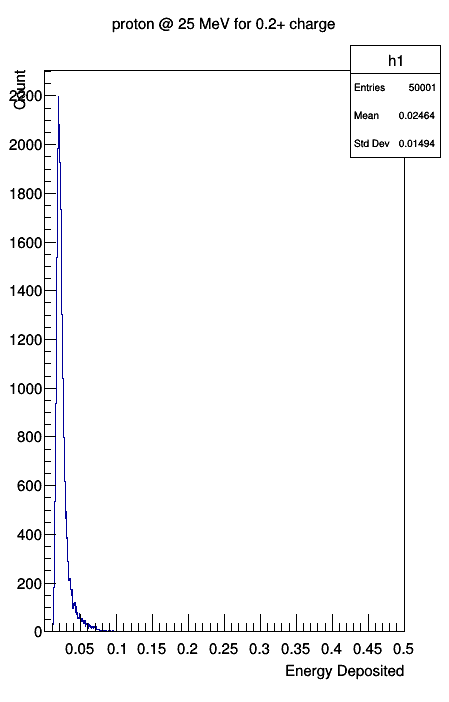 proton @ 25 MeV for 0.2+ charge
h1
Entries 50001
Mean 0.02464
Std Dev 0.01494
Count
2200
2000
1800
1600
1400
1200
1000
800
600
400
200
0
0.05 0.1 0.15 0.2 0.25 0.3 0.35 0.4 0.45 0.5
Energy Deposited